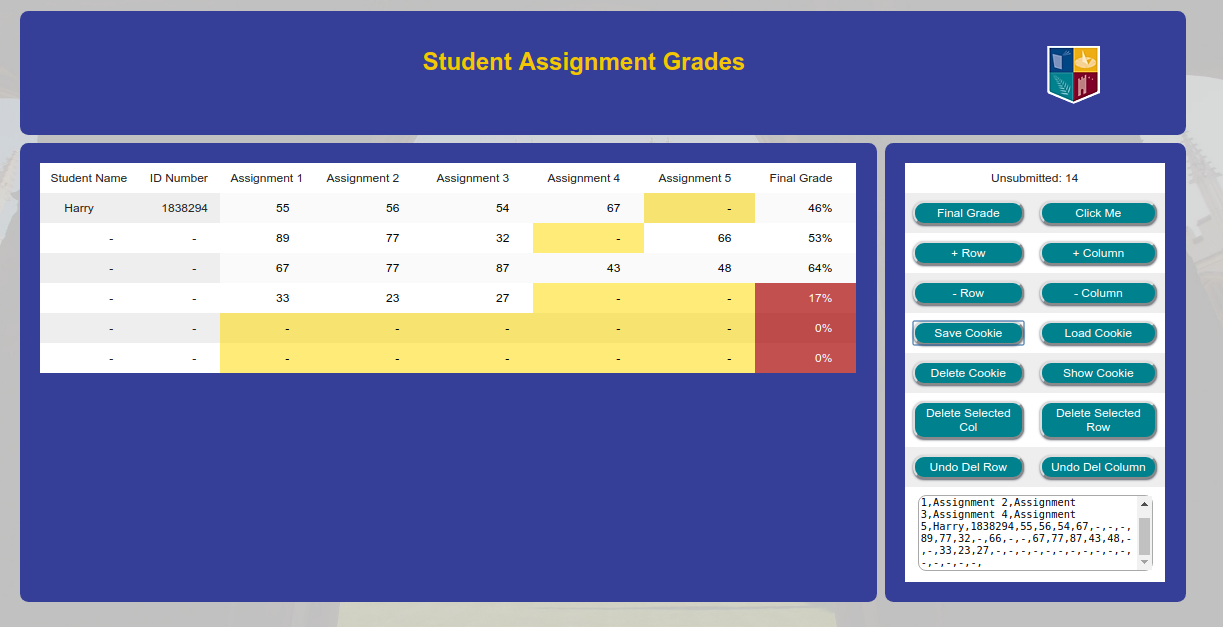 Student Assignment Grades
Student Name ID Number Assignment 1 Assignment 2 Assignment 3 Assignment 4 Assignment 5 Final Grade
Harry 1838294 55 56 54 67 - 46%
- - 89 77 32 - 66 53%
- - 67 77 87 43 48 64%
- - 33 23 27 - - 17%
- - - - - - - 0%
- - - - - - - 0%
Unsubmitted: 14
Final Grade Click Me
+ Row + Column
- Row - Column
Save Cookie Load Cookie
Delete Cookie Show Cookie
Delete Selected Col Delete Selected Row
Undo Del Row Undo Del Column
1,Assignment 2,Assignment
3,Assignment 4,Assignment
5,Harry,1838294,55,56,54,67,-,-,-,
89,77,32,-,66,-,-,67,77,87,43,48,-
,-,33,23,27,-,-,-,-,-,-,-,-,-,-,-,
-,-,-,-,-,